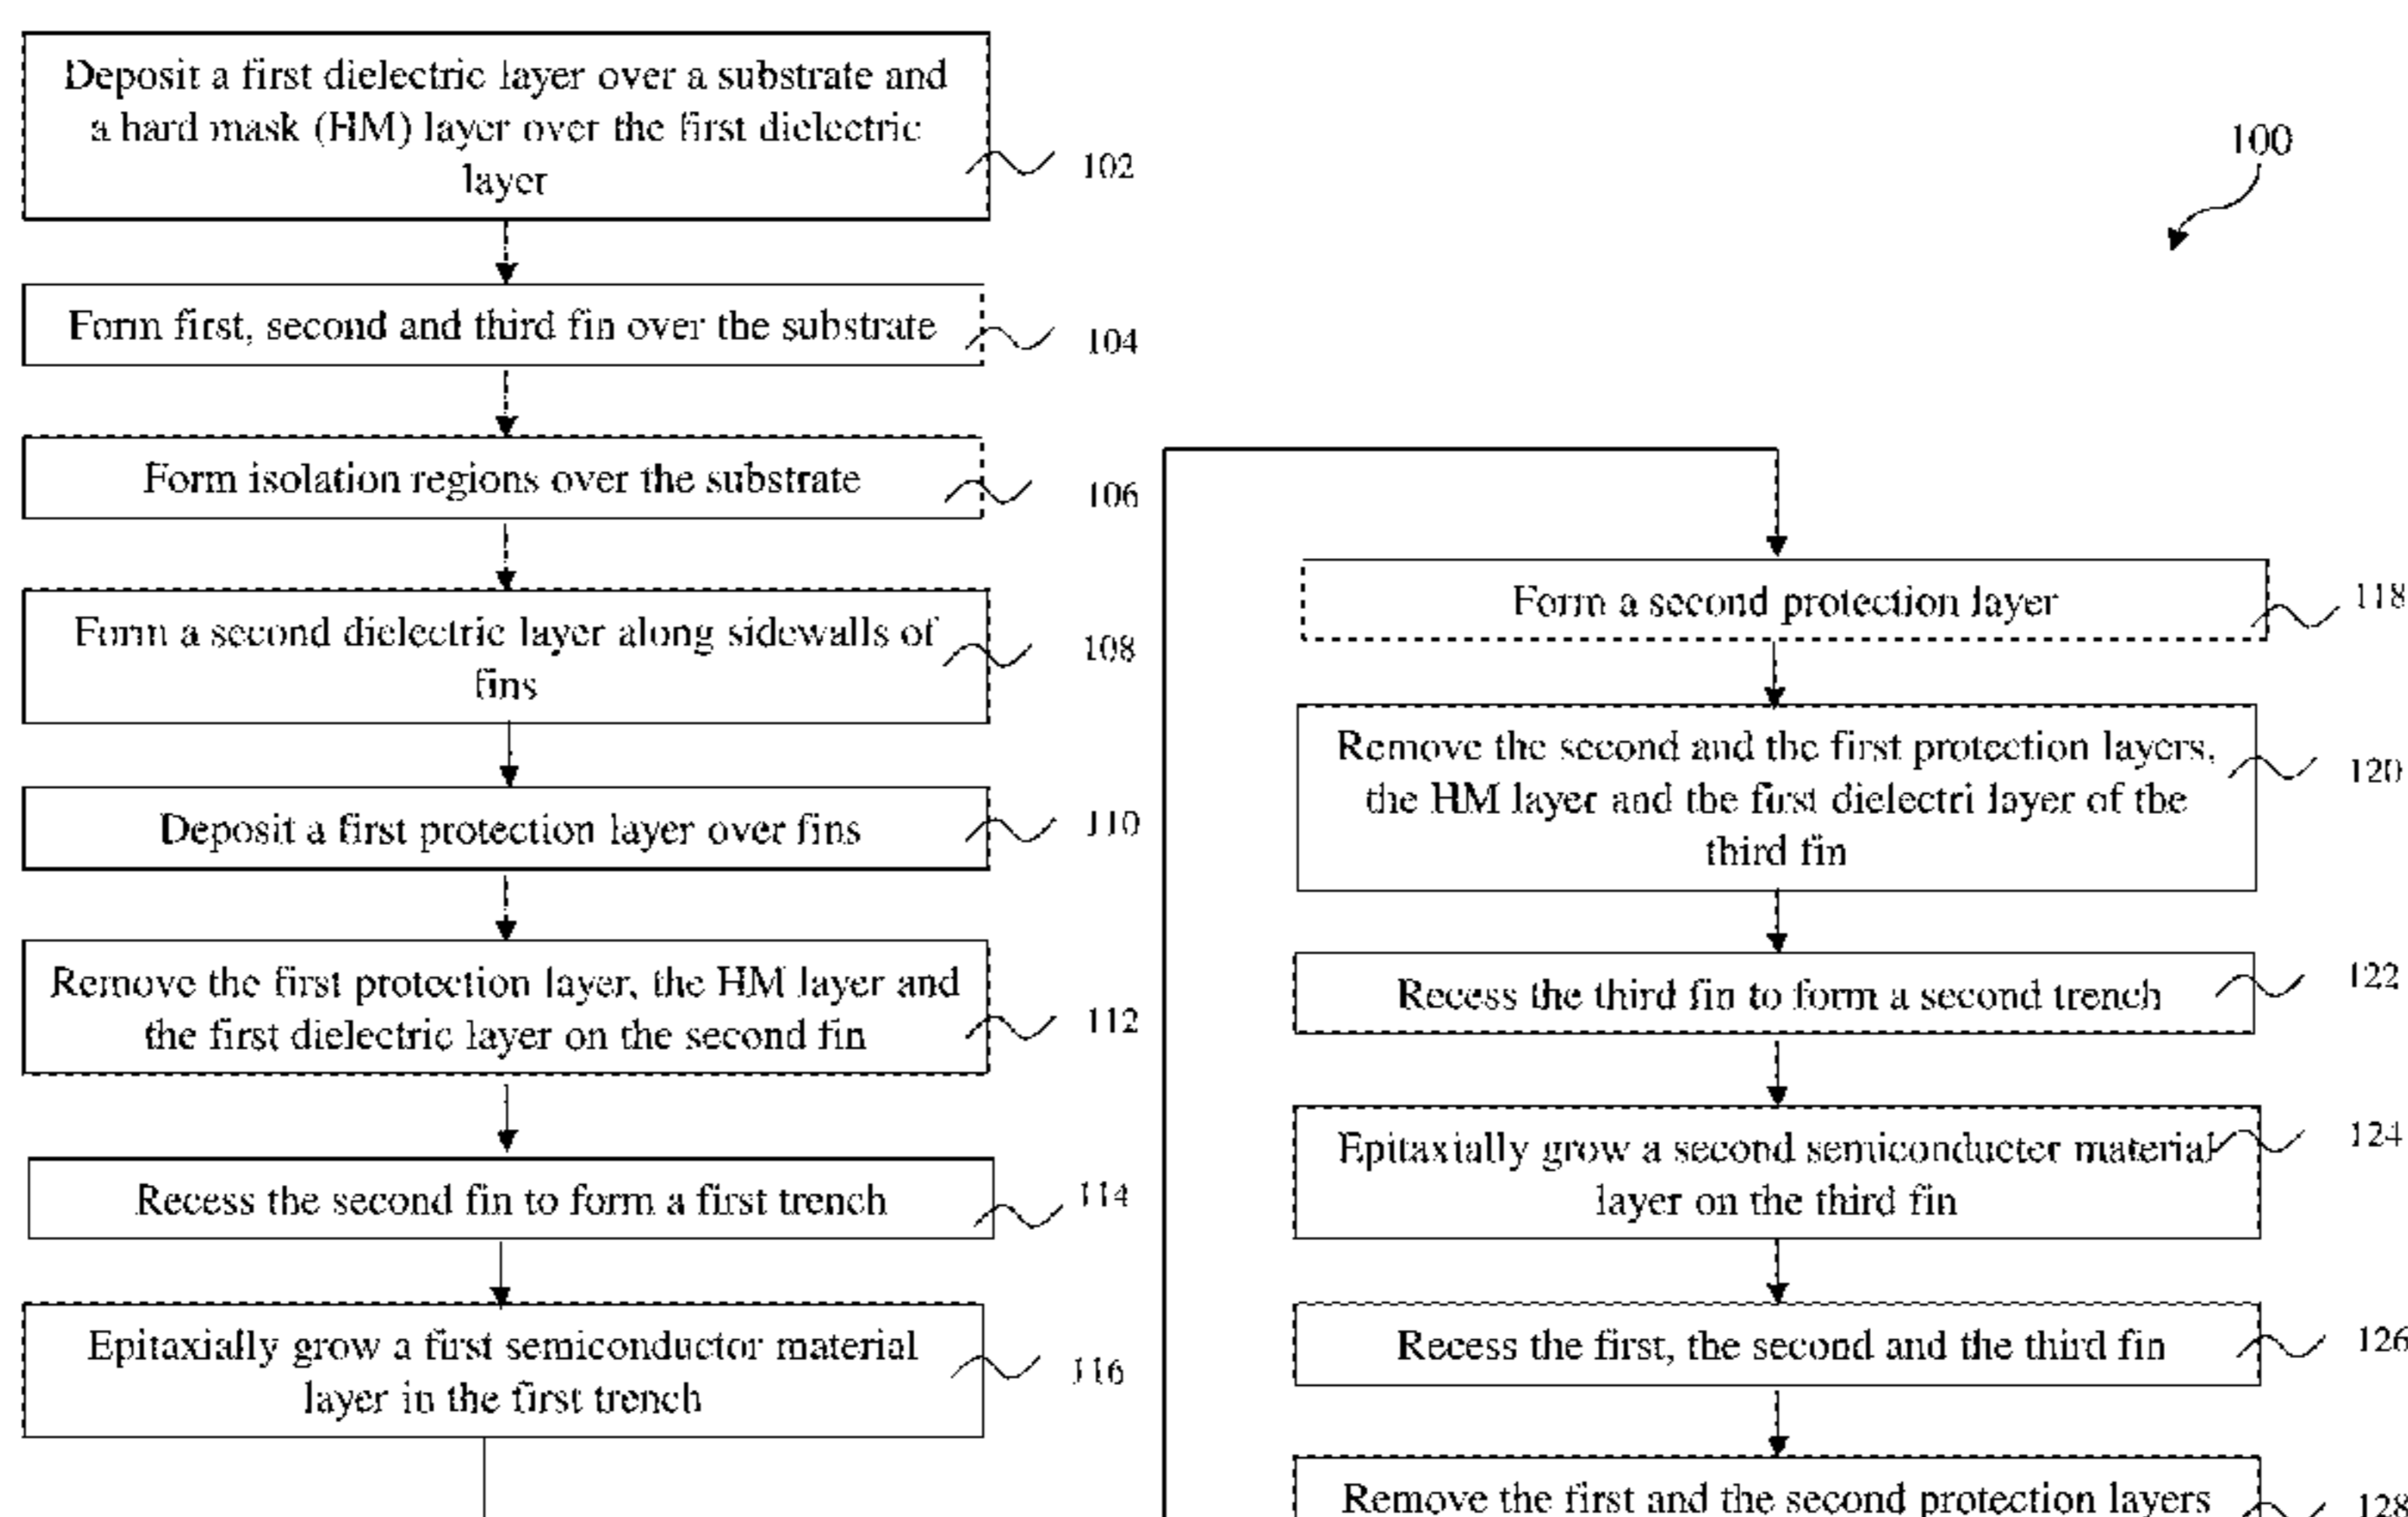 Deposit a first dielectric layer over a substrate and
a hard mask (HM) layer over the first dielectric
layer
102
100
Form first, second and third fin over the substrate
104
Form isolation regions over the substrate
106
Form a second dielectric layer along sidewalls of
fins
108
Deposit a first protection layer over fins
110
Remove the first protection layer, the HM layer and
the first dielectric layer on the second fin
112
Recess the second fin to form a first trench
114
Epitaxially grow a first semiconductor material
layer in the first trench
116
Form a second protection layer
118
Remove the second and the first protection layers,
the HM layer and the first dielectri layer of the
third fin
120
Recess the third fin to form a second trench
122
Epitaxially grow a second semiconducter material
layer on the third fin
124
Recess the first, the second and the third fin
126
Remove the first and the second protection layers
128